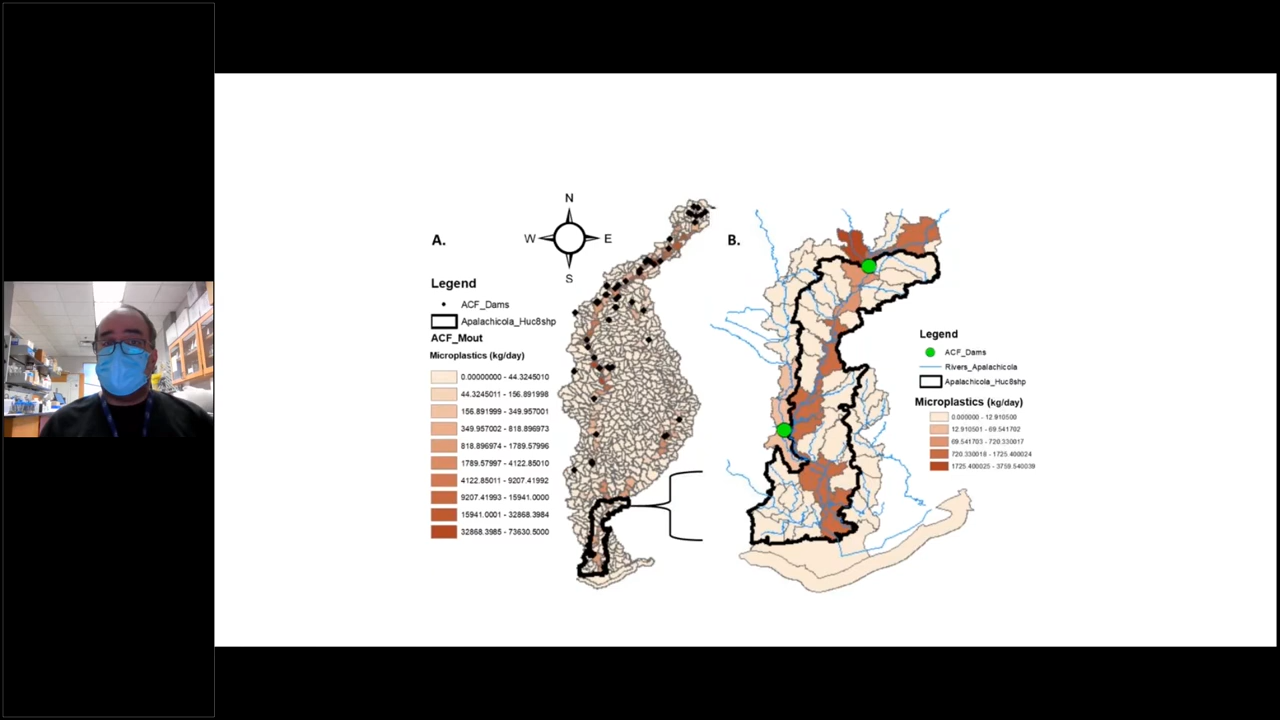 A.
N
W
E
S
Legend
ACF_Dams
Apalachicola_Huc8shp
ACF_Mout
Microplastics (kg/day)
0.00000000 - 44.3245010
44.3245011 - 156.891998
156.891999 - 349.957001
349.957002 - 818.896973
818.896974 - 1789.57996
1789.57997 - 4122.85010
4122.85011 - 9207.41992
9207.41993 - 15941.0000
15941.0001 - 32868.3984
32868.3985 - 73630.5000
B.
Legend
ACF_Dams
Rivers_Apalachicola
Apalachicola_Huc8shp
Microplastics (kg/day)
0.000000 - 12.910500
12.910501 - 69.541702
69.541703 - 720.330017
720.330018 - 1725.400024
1725.400025 - 3759.540039